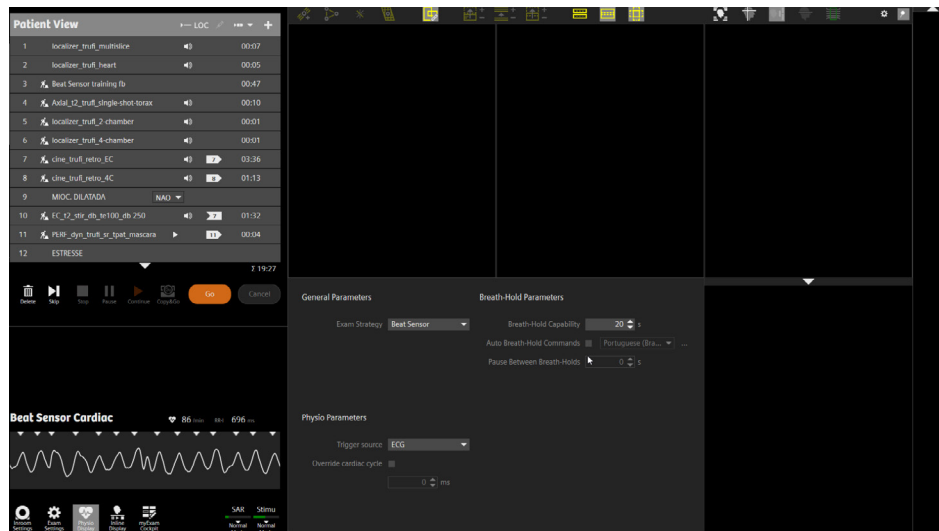 Patient View LOC
1 localizer_trufi_multislice 00:07
2 localizer_trufi_heart 00:05
3 Beat Sensor training fb 00:47
4 Axial_t2_trufi_single-shot-torax 00:10
5 localizer_trufi_2-chamber 00:01
6 localizer_trufi_4-chamber 00:01
7 cine_trufi_retro_EC 7 03:36
8 cine_trufi_retro_4C 8 01:13
9 MIOC. DILATADA NAO
10 EC_t2_stir_db_te100_db 250 7 01:32
11 PERF_dyn_trufi_sr_tpat_mascara 11 00:04
12 ESTRESSE
Σ 19:27
Delete Skip Stop Pause Continue Copy&Go Go Cancel
General Parameters
Exam Strategy Beat Sensor
Breath-Hold Parameters
Breath-Hold Capability 20 s
Auto Breath-Hold Commands Portuguese (Bra... ...
Pause Between Breath-Holds 0 s
Physio Parameters
Trigger source ECG
Override cardiac cycle
0 ms
Beat Sensor Cardiac 86 696 ms
Inroom Settings
Exam Settings
Physio Display
Inline Display
myExam Cockpit
SAR Stimu
Normal Normal